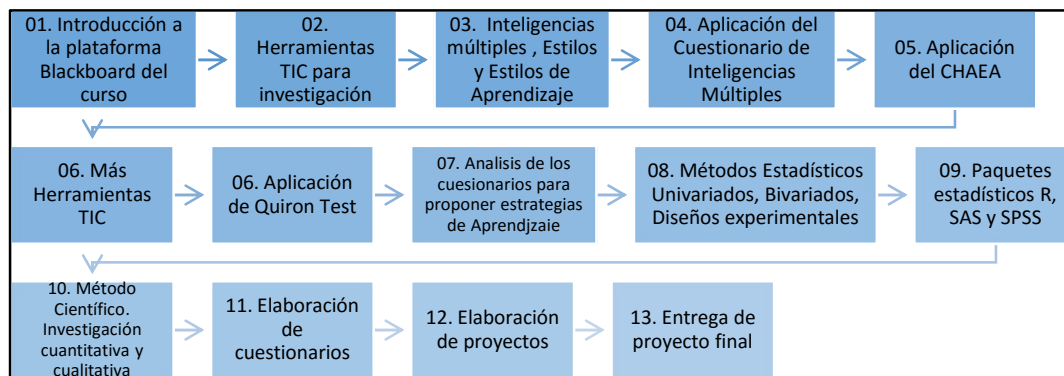 01. Introducción a
la plataforma
Blackboard del
curso
02.
Herramientas
TIC para
investigación
03. Inteligencias
múltiples , Estilos
y Estilos de
Aprendizaje
04. Aplicación del
Cuestionario de
Inteligencias
Múltiples
05. Aplicación
del CHAEA
06. Más
Herramientas
TIC
06. Aplicación
de Quiron Test
07. Analisis de los
cuesionarios para
proponer estrategias
de Aprendjzaie
08. Métodos Estadísticos
Univariados, Bivariados,
Diseños experimentales
09. Paquetes
estadísticos R,
SAS y SPSS
10. Método
Científico.
Investigación
cuantitativa y
cualitativa
11. Elaboración
de
cuestionarios
12. Elaboración
de proyectos
13. Entrega de
proyecto final